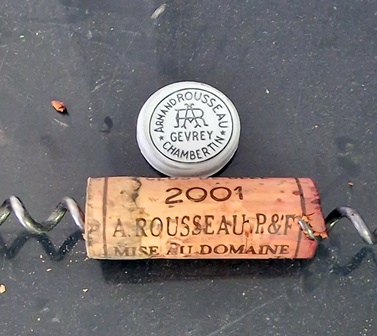 ARMAND ROUSSEAU
AR
GEVREY
★ CHAMBERTIN ★
2001
A. ROUSSEAU P. & F
MISE AU DOMAINE